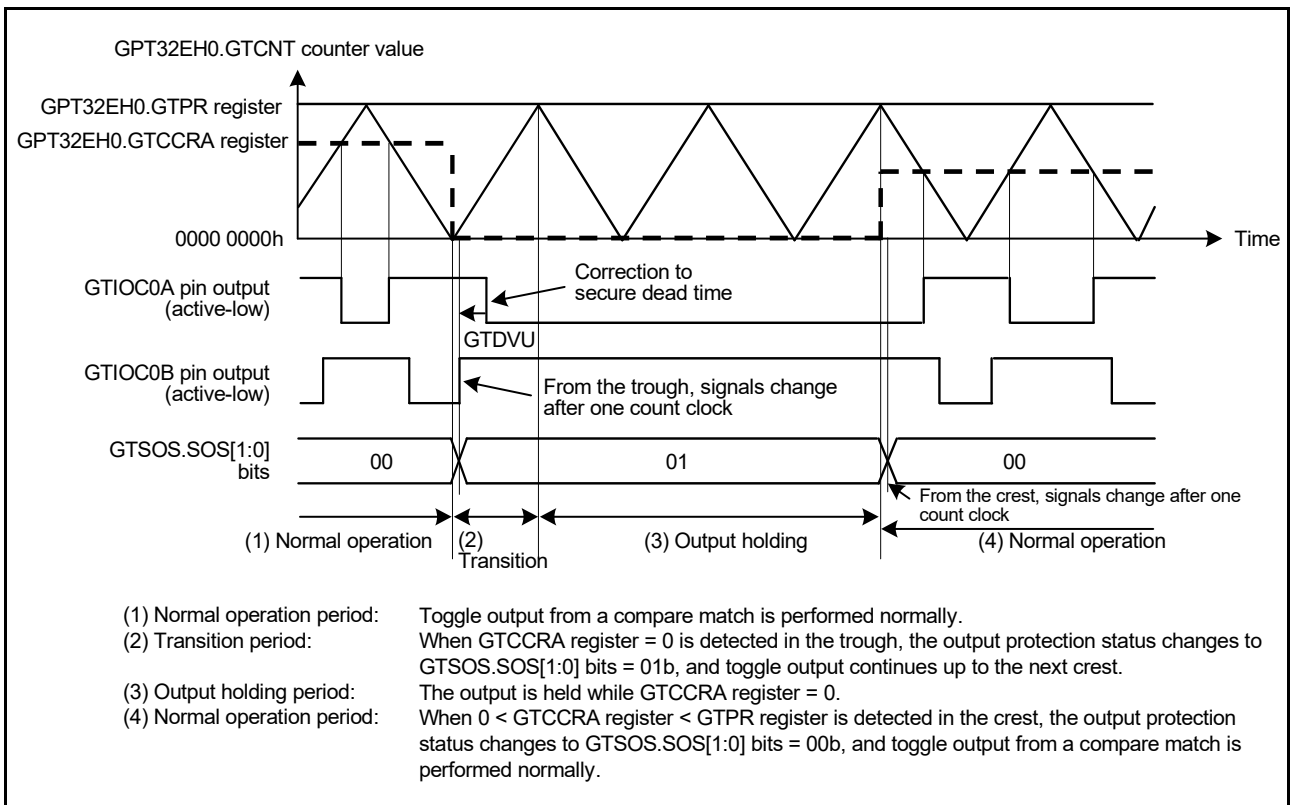 GPT32EH0.GTCNT counter value
GPT32EH0.GTPR register
GPT32EH0.GTCCRA register
0000 0000h
Time
GTIOC0A pin output
(active-low)
Correction to
secure dead time
GTDVU
GTIOC0B pin output
(active-low)
From the trough, signals change
after one count clock
GTSOS.SOS[1:0]
bits
00
01
00
From the crest, signals change after one
count clock
(1) Normal operation
(2)
Transition
(3) Output holding
(4) Normal operation
(1) Normal operation period: Toggle output from a compare match is performed normally.
(2) Transition period: When GTCCRA register = 0 is detected in the trough, the output protection status changes to
GTSOS.SOS[1:0] bits = 01b, and toggle output continues up to the next crest.
(3) Output holding period: The output is held while GTCCRA register = 0.
(4) Normal operation period: When 0 < GTCCRA register < GTPR register is detected in the crest, the output protection
status changes to GTSOS.SOS[1:0] bits = 00b, and toggle output from a compare match is
performed normally.